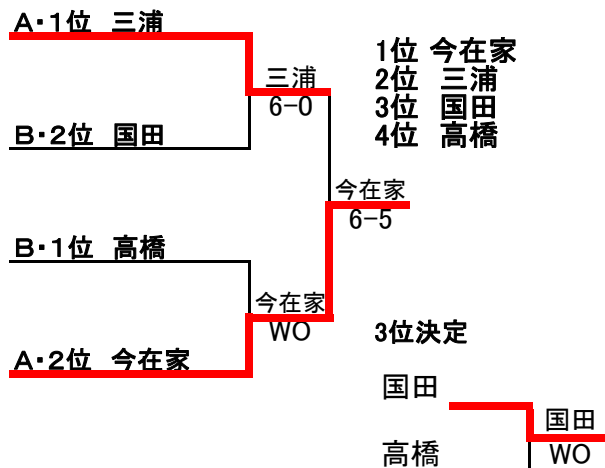 A・1位 三浦
三浦
6-0
B・2位 国田
1位 今在家
2位 三浦
3位 国田
4位 高橋
今在家
6-5
B・1位 高橋
今在家
WO
A・2位 今在家
3位決定
国田
国田
WO
高橋